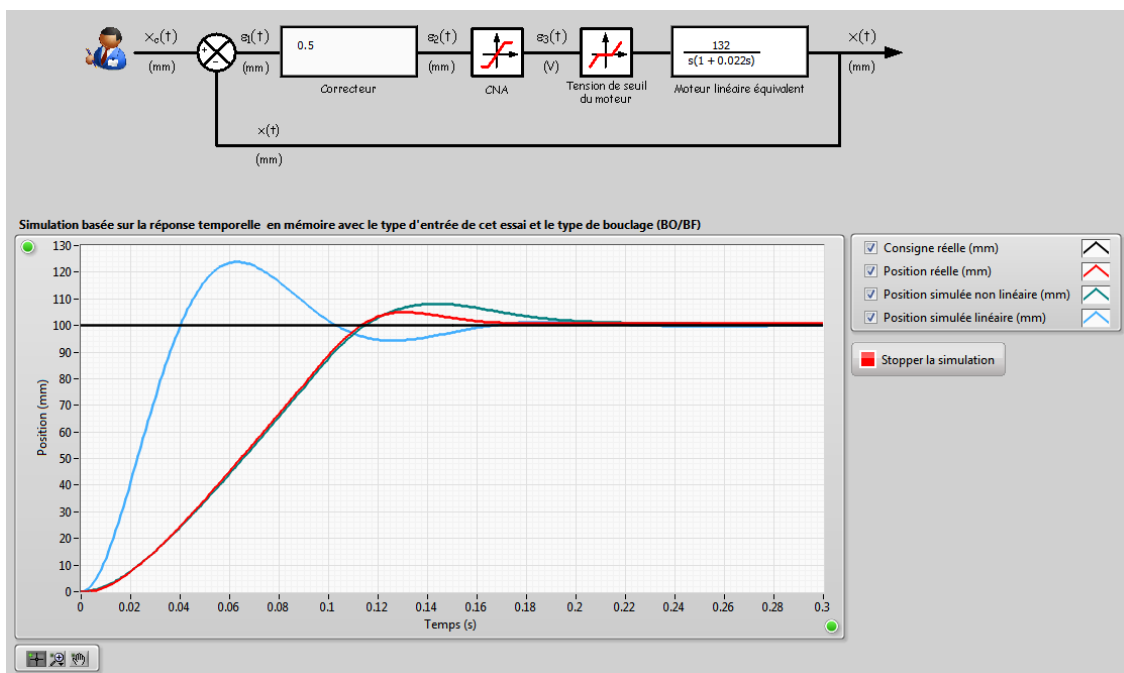 x_c(t) ε1(t) ε2(t) ε3(t) x(t)
+
-
0.5
132
s(1 + 0.022s)
(mm) (mm) (mm) (V) (mm)
Correcteur CNA Tension de seuil du moteur Moteur linéaire équivalent
x(t)
(mm)
Simulation basée sur la réponse temporelle en mémoire avec le type d'entrée de cet essai et le type de bouclage (BO/BF)
130
120
110
100
90
80
70
60
50
40
30
20
10
0
Position (mm)
0 0.02 0.04 0.06 0.08 0.1 0.12 0.14 0.16 0.18 0.2 0.22 0.24 0.26 0.28 0.3
Temps (s)
Consigne réelle (mm)
Position réelle (mm)
Position simulée non linéaire (mm)
Position simulée linéaire (mm)
Stopper la simulation